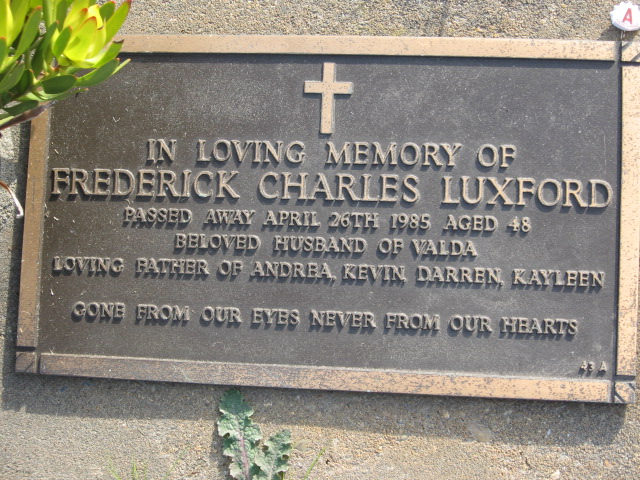 A
IN LOVING MEMORY OF
FREDERICK CHARLES LUXFORD
PASSED AWAY APRIL 26TH 1985 AGED 48
BELOVED HUSBAND OF VALDA
LOVING FATHER OF ANDREA, KEVIN, DARREN, KAYLEEN
GONE FROM OUR EYES NEVER FROM OUR HEARTS
43 A